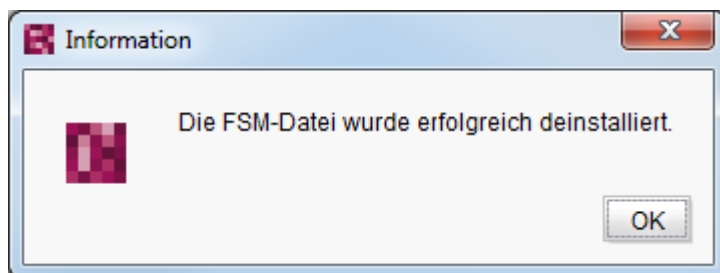 Information
Die FSM-Datei wurde erfolgreich deinstalliert.
OK